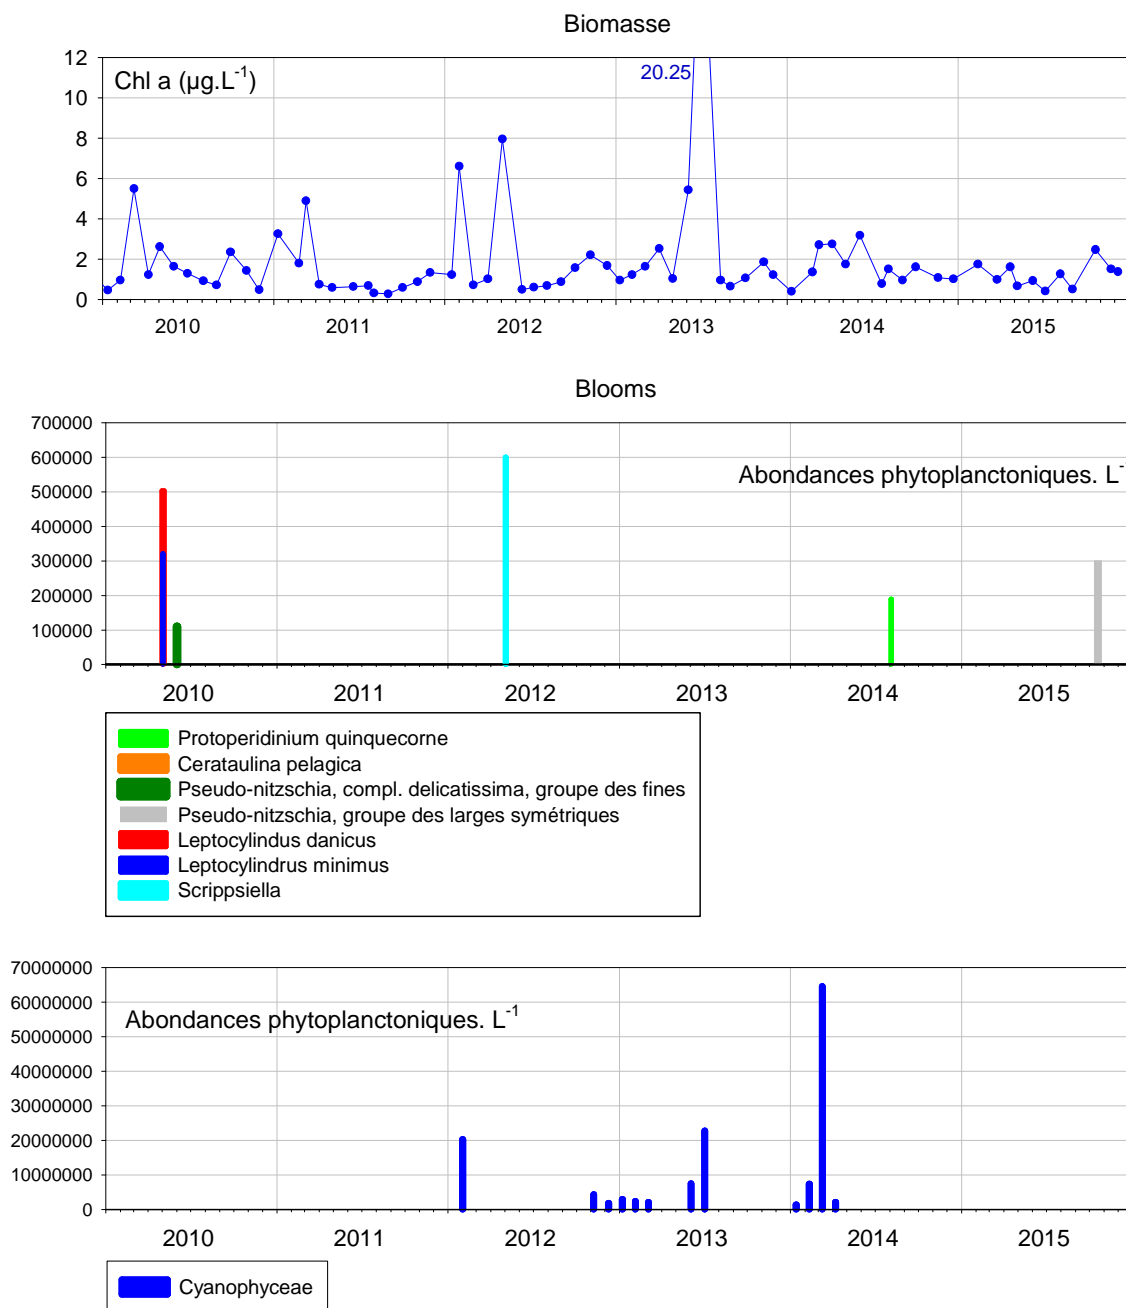 Biomasse
12
10
8
6
4
2
0
Chl a (µg.L⁻¹)
20.25
2010 2011 2012 2013 2014 2015
Blooms
700000
600000
500000
400000
300000
200000
100000
0
Abondances phytoplanctoniques. L⁻
2010 2011 2012 2013 2014 2015
Protoperidinium quinquecorne
Cerataulina pelagica
Pseudo-nitzschia, compl. delicatissima, groupe des fines
Pseudo-nitzschia, groupe des larges symétriques
Leptocylindus danicus
Leptocylindrus minimus
Scrippsiella
70000000
60000000
50000000
40000000
30000000
20000000
10000000
0
Abondances phytoplanctoniques. L⁻¹
2010 2011 2012 2013 2014 2015
Cyanophyceae